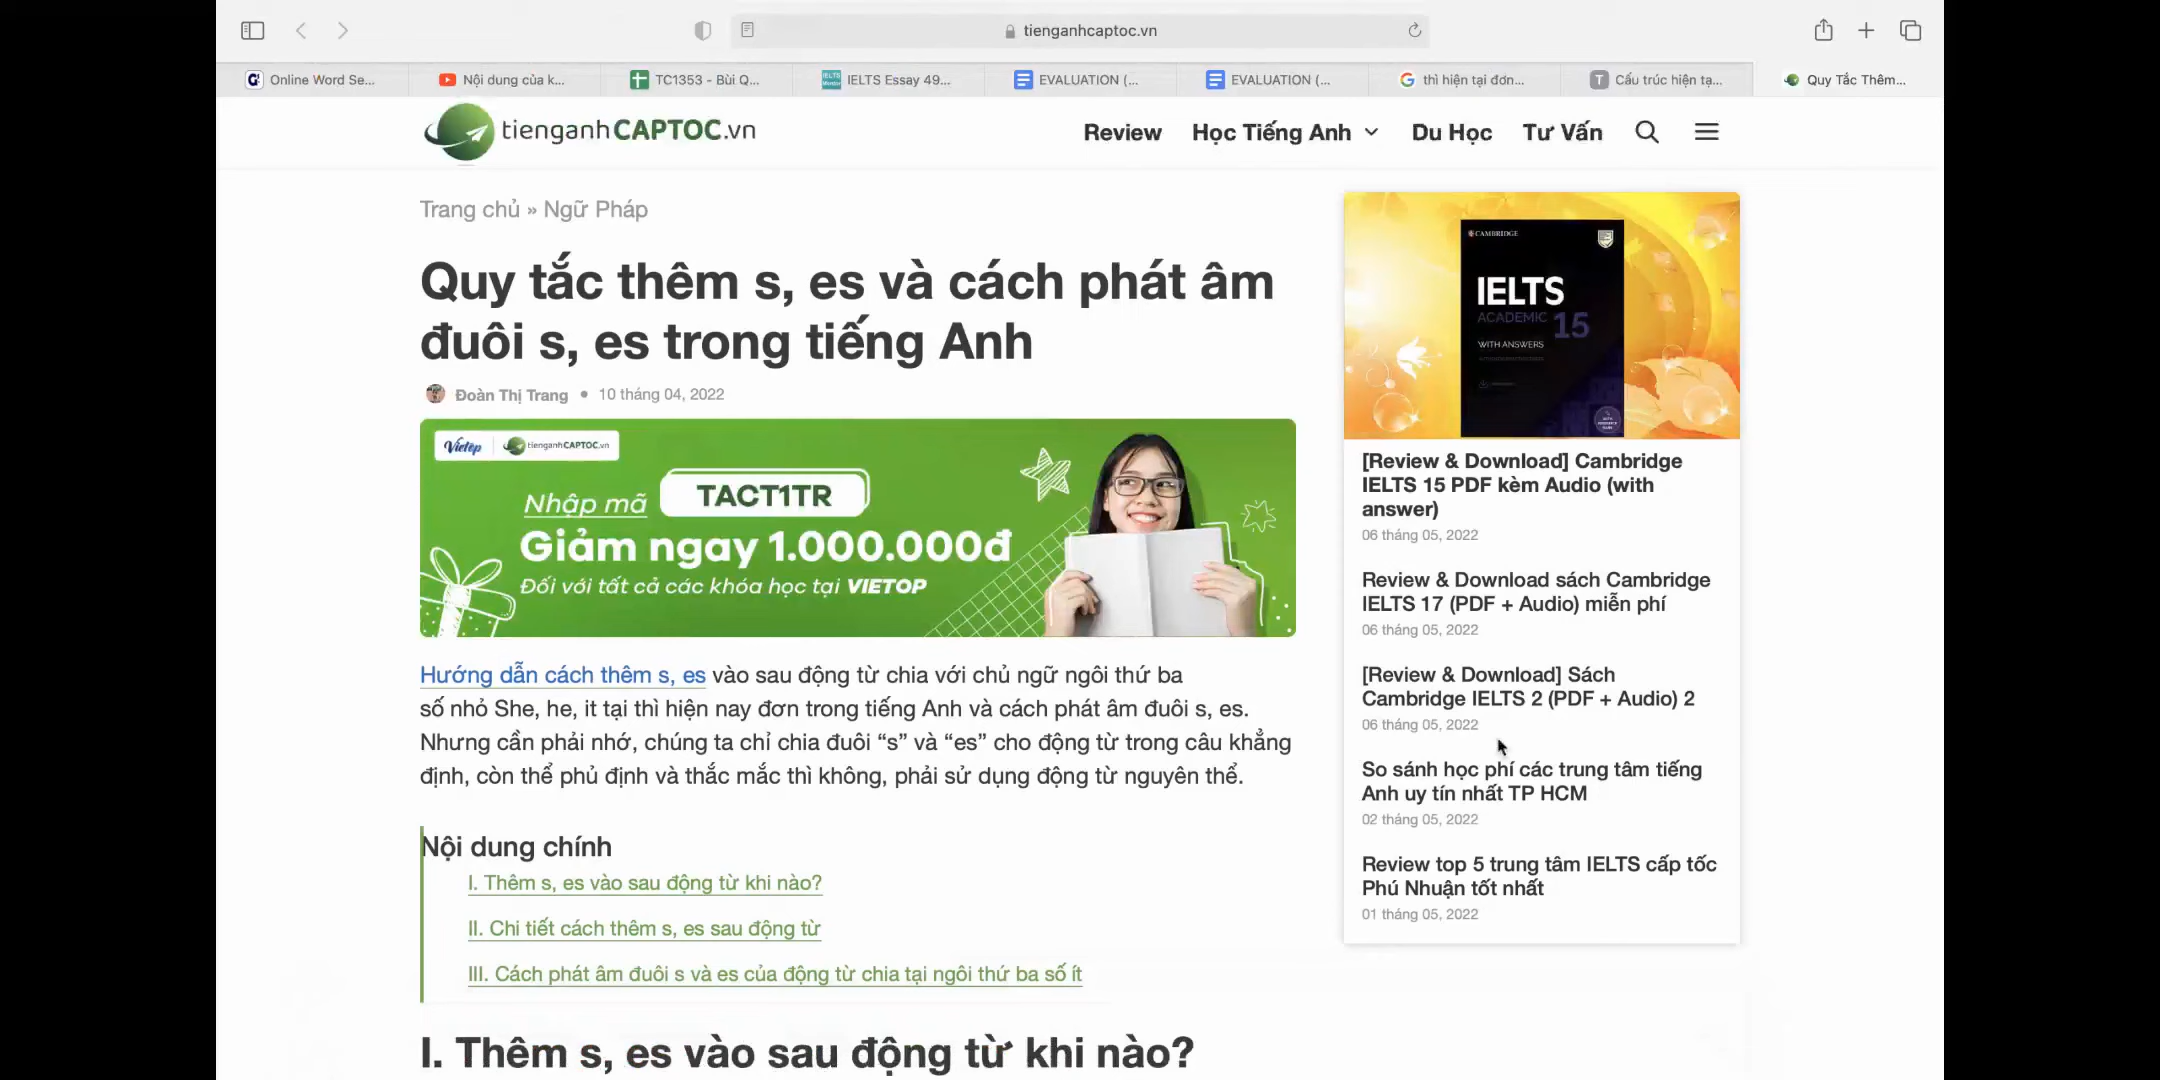 tienganhcaptoc.vn
Online Word Se...
Nội dung của k...
TC1353 - Bùi Q...
IELTS Essay 49...
EVALUATION (...
EVALUATION (...
thì hiện tại đơn...
Cấu trúc hiện tạ...
Quy Tắc Thêm...
tienganhCAPTOC.vn
Review
Học Tiếng Anh
Du Học
Tư Vấn
Trang chủ » Ngữ Pháp
Quy tắc thêm s, es và cách phát âm
đuôi s, es trong tiếng Anh
Đoàn Thị Trang • 10 tháng 04, 2022
Vietop
tienganhCAPTOC.vn
Nhập mã TACT1TR
Giảm ngay 1.000.000đ
Đối với tất cả các khóa học tại VIETOP
Hướng dẫn cách thêm s, es vào sau động từ chia với chủ ngữ ngôi thứ ba
số nhỏ She, he, it tại thì hiện nay đơn trong tiếng Anh và cách phát âm đuôi s, es.
Nhưng cần phải nhớ, chúng ta chỉ chia đuôi “s” và “es” cho động từ trong câu khẳng
định, còn thể phủ định và thắc mắc thì không, phải sử dụng động từ nguyên thể.
Nội dung chính
I. Thêm s, es vào sau động từ khi nào?
II. Chi tiết cách thêm s, es sau động từ
III. Cách phát âm đuôi s và es của động từ chia tại ngôi thứ ba số ít
I. Thêm s, es vào sau động từ khi nào?
CAMBRIDGE
IELTS
ACADEMIC 15
WITH ANSWERS
[Review & Download] Cambridge
IELTS 15 PDF kèm Audio (with
answer)
06 tháng 05, 2022
Review & Download sách Cambridge
IELTS 17 (PDF + Audio) miễn phí
06 tháng 05, 2022
[Review & Download] Sách
Cambridge IELTS 2 (PDF + Audio) 2
06 tháng 05, 2022
So sánh học phí các trung tâm tiếng
Anh uy tín nhất TP HCM
02 tháng 05, 2022
Review top 5 trung tâm IELTS cấp tốc
Phú Nhuận tốt nhất
01 tháng 05, 2022